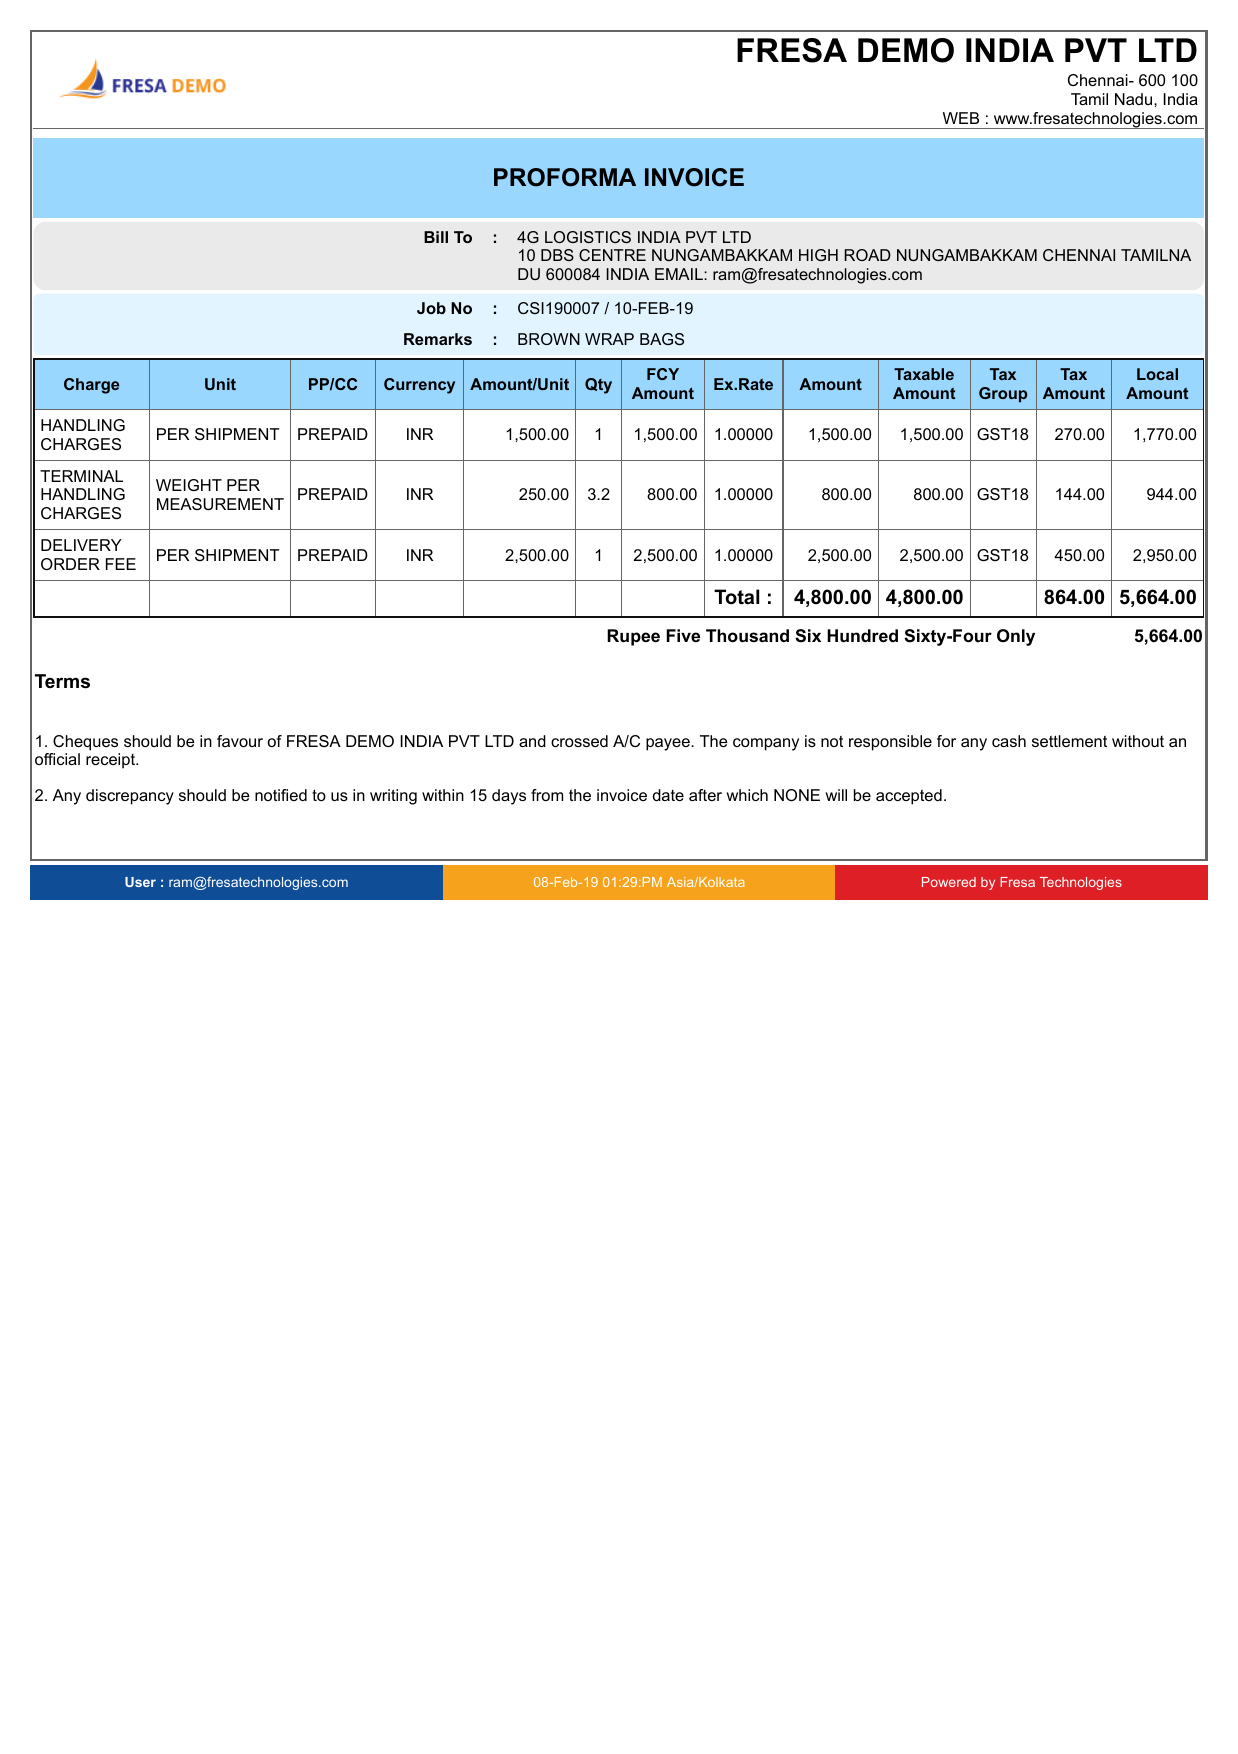 FRESA DEMO
FRESA DEMO INDIA PVT LTD
Chennai- 600 100
Tamil Nadu, India
WEB : www.fresatechnologies.com
PROFORMA INVOICE
Bill To : 4G LOGISTICS INDIA PVT LTD
10 DBS CENTRE NUNGAMBAKKAM HIGH ROAD NUNGAMBAKKAM CHENNAI TAMILNA
DU 600084 INDIA EMAIL: ram@fresatechnologies.com
Job No : CSI190007 / 10-FEB-19
Remarks : BROWN WRAP BAGS
Charge Unit PP/CC Currency Amount/Unit Qty FCY Amount Ex.Rate Amount Taxable Amount Tax Group Tax Amount Local Amount
HANDLING CHARGES PER SHIPMENT PREPAID INR 1,500.00 1 1,500.00 1.00000 1,500.00 1,500.00 GST18 270.00 1,770.00
TERMINAL HANDLING CHARGES WEIGHT PER MEASUREMENT PREPAID INR 250.00 3.2 800.00 1.00000 800.00 800.00 GST18 144.00 944.00
DELIVERY ORDER FEE PER SHIPMENT PREPAID INR 2,500.00 1 2,500.00 1.00000 2,500.00 2,500.00 GST18 450.00 2,950.00
Total : 4,800.00 4,800.00 864.00 5,664.00
Rupee Five Thousand Six Hundred Sixty-Four Only 5,664.00
Terms
1. Cheques should be in favour of FRESA DEMO INDIA PVT LTD and crossed A/C payee. The company is not responsible for any cash settlement without an
official receipt.
2. Any discrepancy should be notified to us in writing within 15 days from the invoice date after which NONE will be accepted.
User : ram@fresatechnologies.com 08-Feb-19 01:29:PM Asia/Kolkata Powered by Fresa Technologies